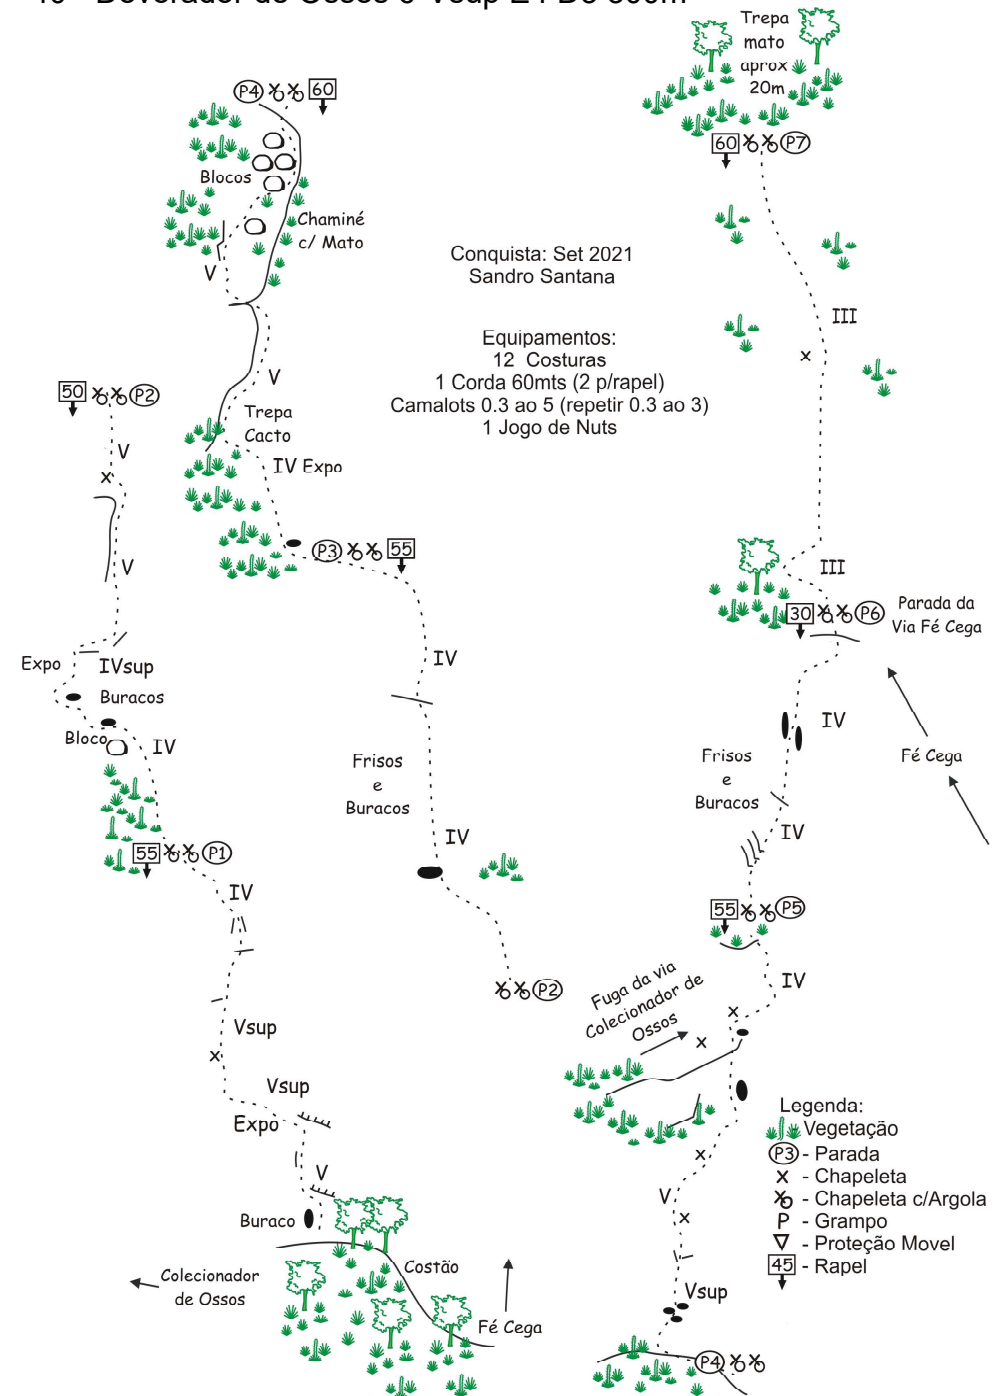 Devorador de Ossos Vsup
Trepa
mato
aprox
20m
60 P7
III
III
30 P6
Parada da
Via Fé Cega
IV
Fé Cega
Frisos
e
Buracos
IV
55 P5
IV
Fuga da via
Colecionador de
Ossos
V
Vsup
P4
P4 60
Blocos
Chaminé
c/ Mato
V
V
Trepa
Cacto
IV Expo
P3 55
IV
Frisos
e
Buracos
IV
P2
Conquista: Set 2021
Sandro Santana
Equipamentos:
12 Costuras
1 Corda 60mts (2 p/rapel)
Camalots 0.3 ao 5 (repetir 0.3 ao 3)
1 Jogo de Nuts
50 P2
V
V
Expo
IVsup
Buracos
Bloco
IV
55 P1
IV
Vsup
Vsup
Expo
V
Buraco
Costão
Colecionador
de Ossos
Fé Cega
Legenda:
Vegetação
P3 - Parada
- Chapeleta
- Chapeleta c/Argola
P - Grampo
- Proteção Movel
45 - Rapel